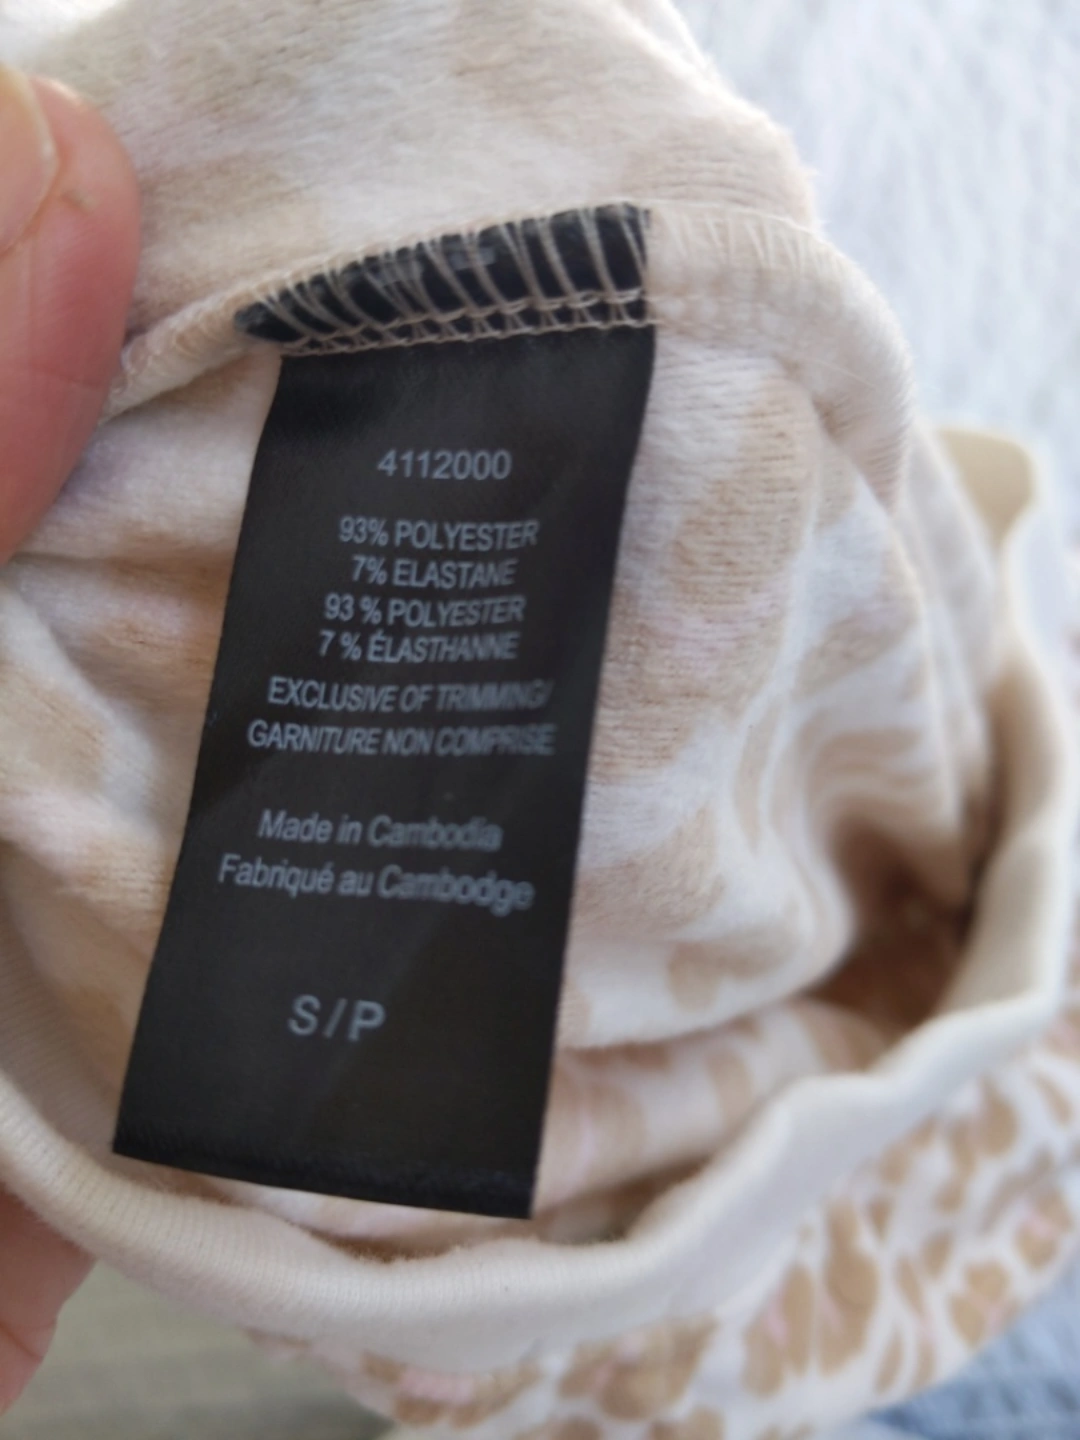 4112000
93% POLYESTER
7% ELASTANE
93 % POLYESTER
7 % ÉLASTHANNE
EXCLUSIVE OF TRIMMING/
GARNITURE NON COMPRISE
Made in Cambodia
Fabriqué au Cambodge
S / P